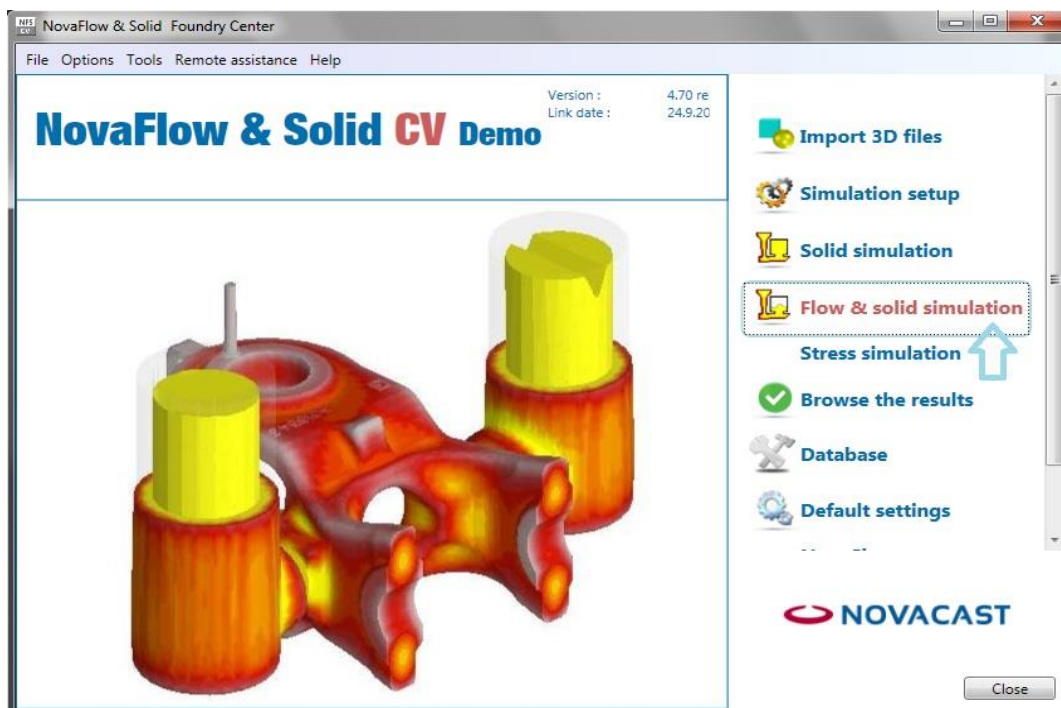 NFS
CV
NovaFlow & Solid Foundry Center
File Options Tools Remote assistance Help
Version : 4.70 re
Link date : 24.9.20
NovaFlow & Solid CV Demo
Import 3D files
Simulation setup
Solid simulation
Flow & solid simulation
Stress simulation
Browse the results
Database
Default settings
NOVACAST
Close